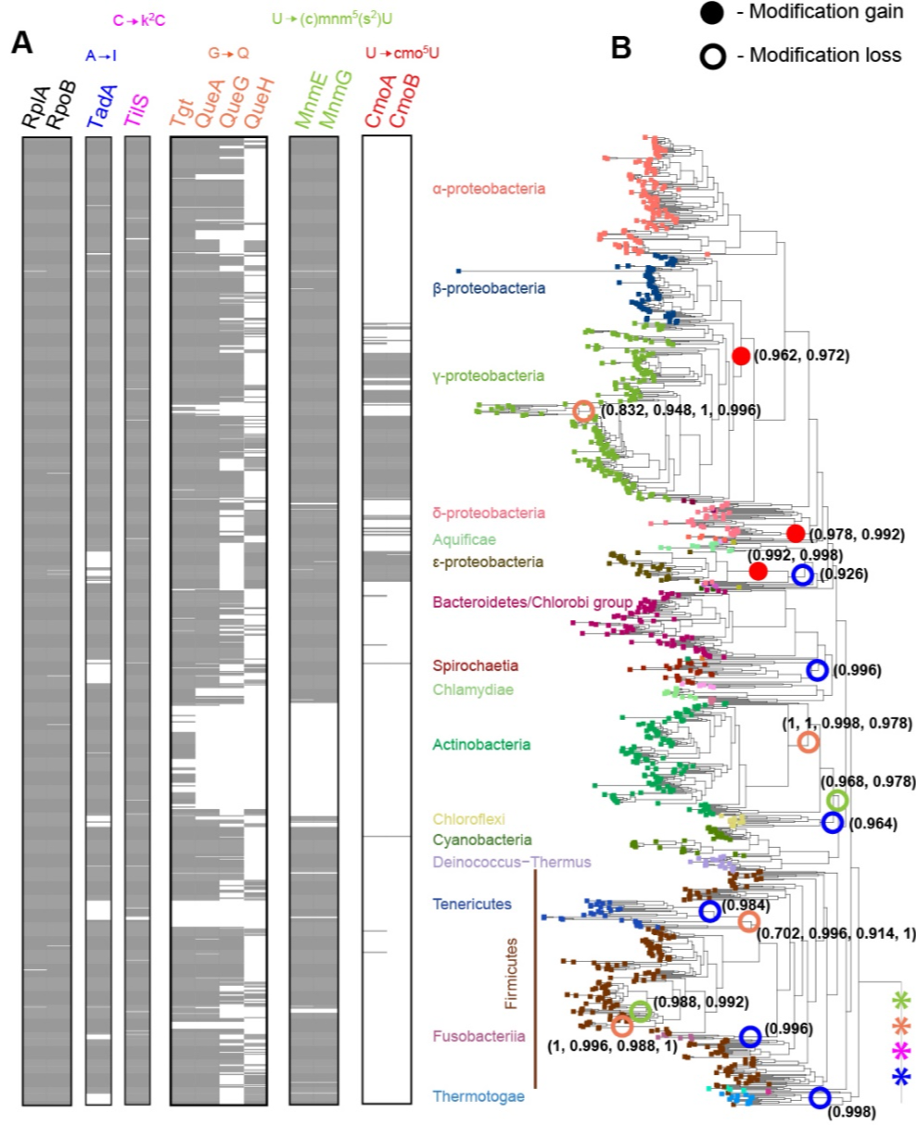 A
C→k²C
U→(c)mnm⁵(s²)U
A→I
G→Q
U→cmo⁵U
RplA
RpoB
TadA
TilS
Tgt
QueA
QueG
QueH
MnmE
MnmG
CmoA
CmoB
B
- Modification gain
- Modification loss
α-proteobacteria
β-proteobacteria
(0.962, 0.972)
γ-proteobacteria
(0.832, 0.948, 1, 0.996)
δ-proteobacteria
(0.978, 0.992)
Aquificae
(0.992, 0.998)
ε-proteobacteria
(0.926)
Bacteroidetes/Chlorobi group
Spirochaetia
(0.996)
Chlamydiae
(1, 1, 0.998, 0.978)
Actinobacteria
(0.968, 0.978)
Chloroflexi
(0.964)
Cyanobacteria
Deinococcus−Thermus
Tenericutes
(0.984)
(0.702, 0.996, 0.914, 1)
Firmicutes
(0.988, 0.992)
Fusobacteriia
(0.996)
(1, 0.996, 0.988, 1)
Thermotogae
(0.998)